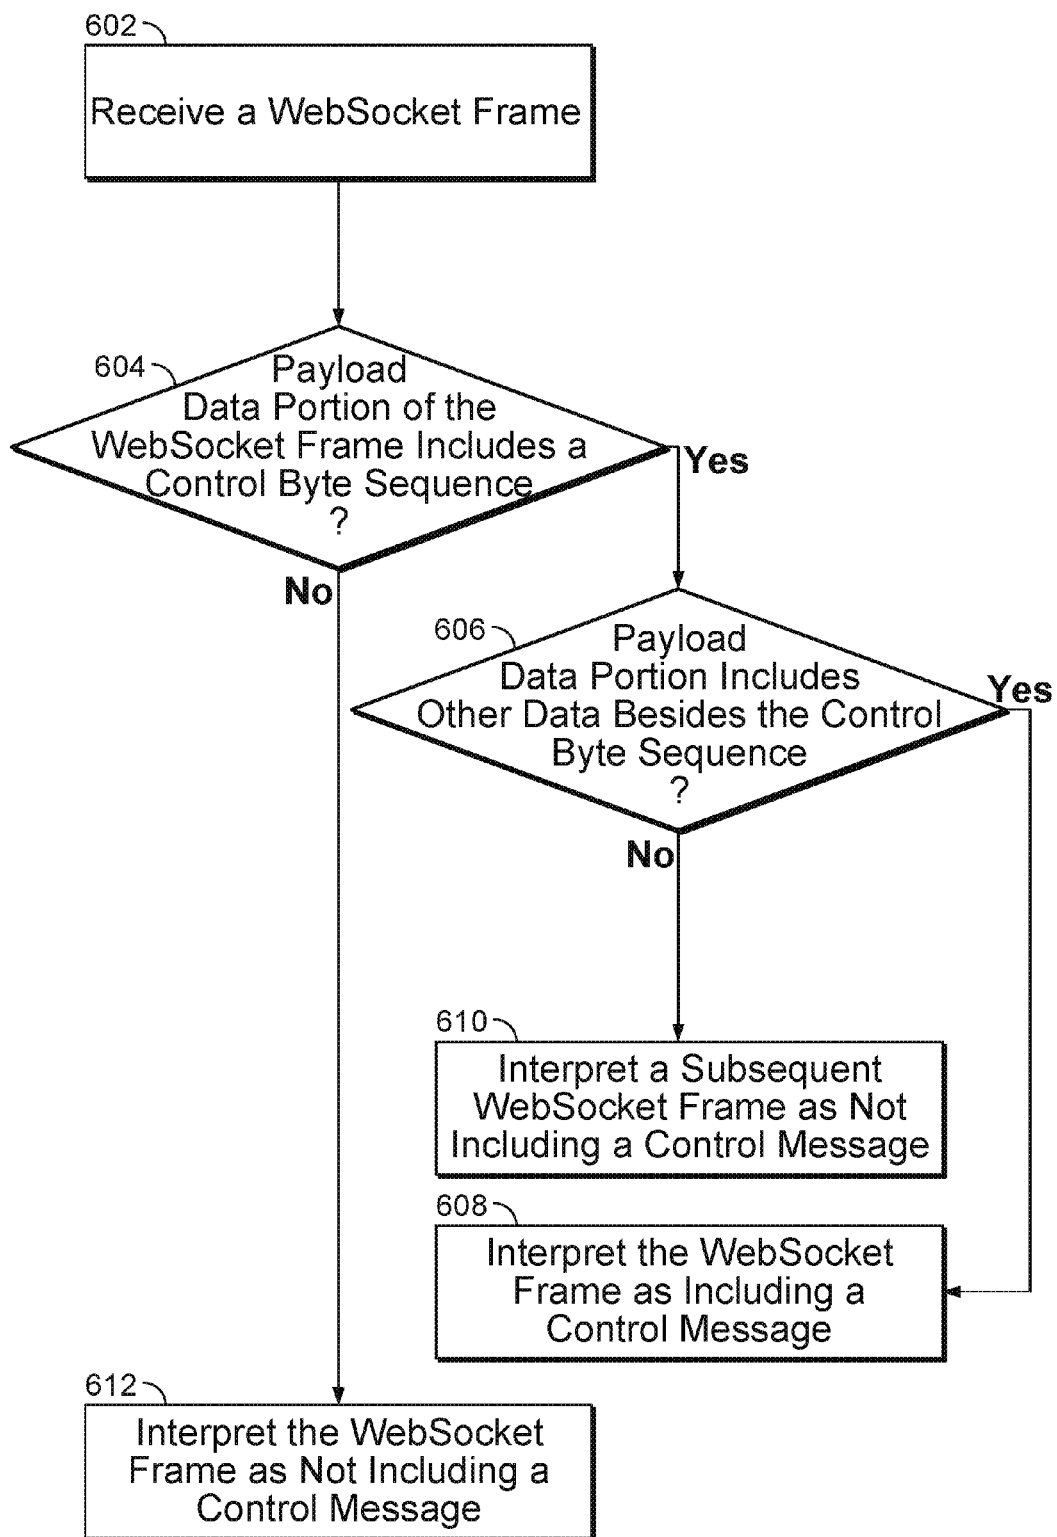 602
Receive a WebSocket Frame
604
Payload
Data Portion of the
WebSocket Frame Includes a
Control Byte Sequence
?
Yes
No
606
Payload
Data Portion Includes
Other Data Besides the Control
Byte Sequence
?
Yes
No
610
Interpret a Subsequent
WebSocket Frame as Not
Including a Control Message
608
Interpret the WebSocket
Frame as Including a
Control Message
612
Interpret the WebSocket
Frame as Not Including a
Control Message